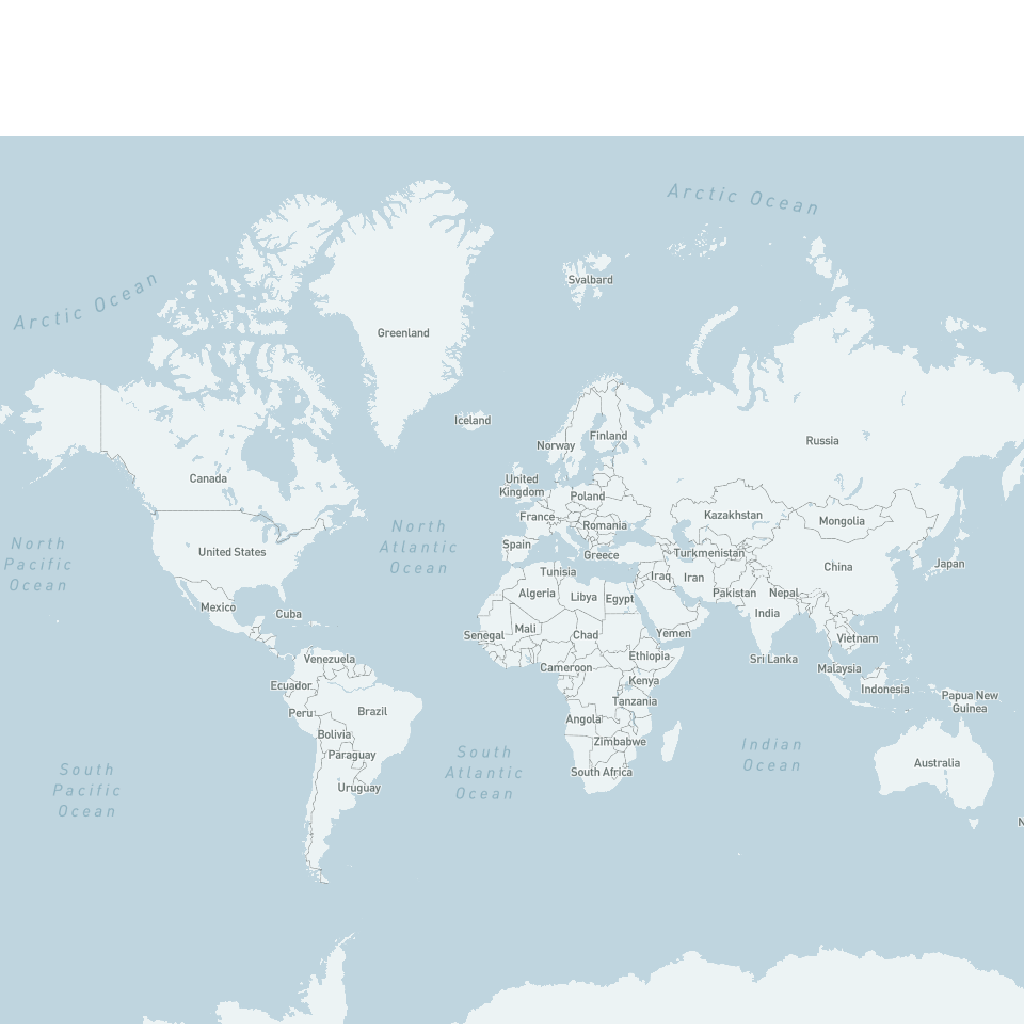 Arctic Ocean
Svalbard
Arctic Ocean
Greenland
Iceland
Norway
Finland
Russia
Canada
United
Kingdom
Poland
France
Romania
Kazakhstan
Mongolia
North
Atlantic
Ocean
North
Pacific
Ocean
United States
Spain
Greece
Turkmenistan
China
Japan
Tunisia
Iraq
Iran
Algeria
Libya
Egypt
Pakistan
Nepal
Mexico
Cuba
India
Senegal
Mali
Chad
Yemen
Vietnam
Venezuela
Cameroon
Ethiopia
Sri Lanka
Malaysia
Ecuador
Kenya
Indonesia
Papua New
Guinea
Peru
Brazil
Tanzania
Angola
Bolivia
Zimbabwe
Paraguay
South
Atlantic
Ocean
Indian
Ocean
Australia
South Africa
South
Pacific
Ocean
Uruguay